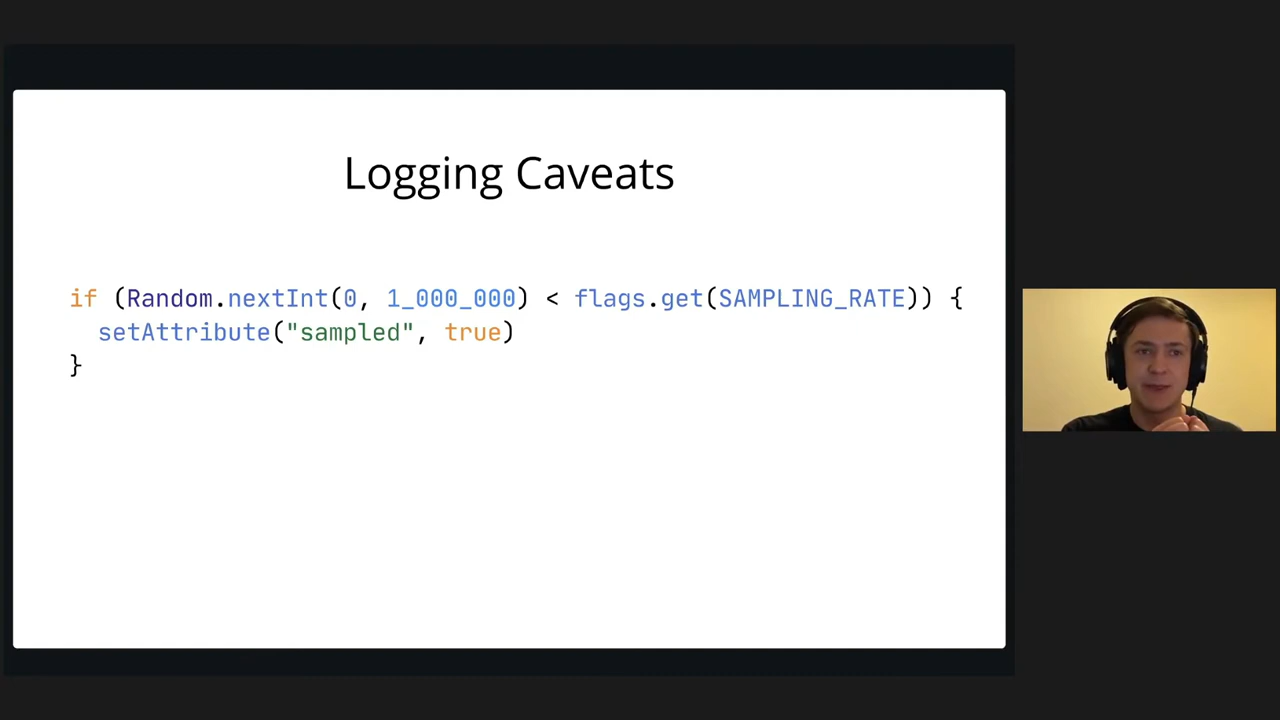 Logging Caveats
if (Random.nextInt(0, 1_000_000) < flags.get(SAMPLING_RATE)) {
  setAttribute("sampled", true)
}